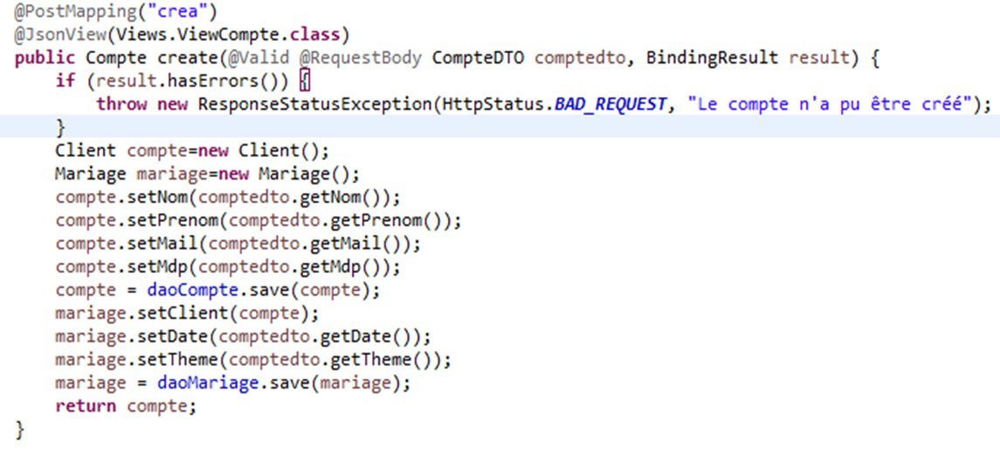 @PostMapping("crea")
@JsonView(Views.ViewCompte.class)
public Compte create(@Valid @RequestBody CompteDTO comptedto, BindingResult result) {
    if (result.hasErrors()) {
        throw new ResponseStatusException(HttpStatus.BAD_REQUEST, "Le compte n'a pu être créé");
    }
    Client compte=new Client();
    Mariage mariage=new Mariage();
    compte.setNom(comptedto.getNom());
    compte.setPrenom(comptedto.getPrenom());
    compte.setMail(comptedto.getMail());
    compte.setMdp(comptedto.getMdp());
    compte = daoCompte.save(compte);
    mariage.setClient(compte);
    mariage.setDate(comptedto.getDate());
    mariage.setTheme(comptedto.getTheme());
    mariage = daoMariage.save(mariage);
    return compte;
}